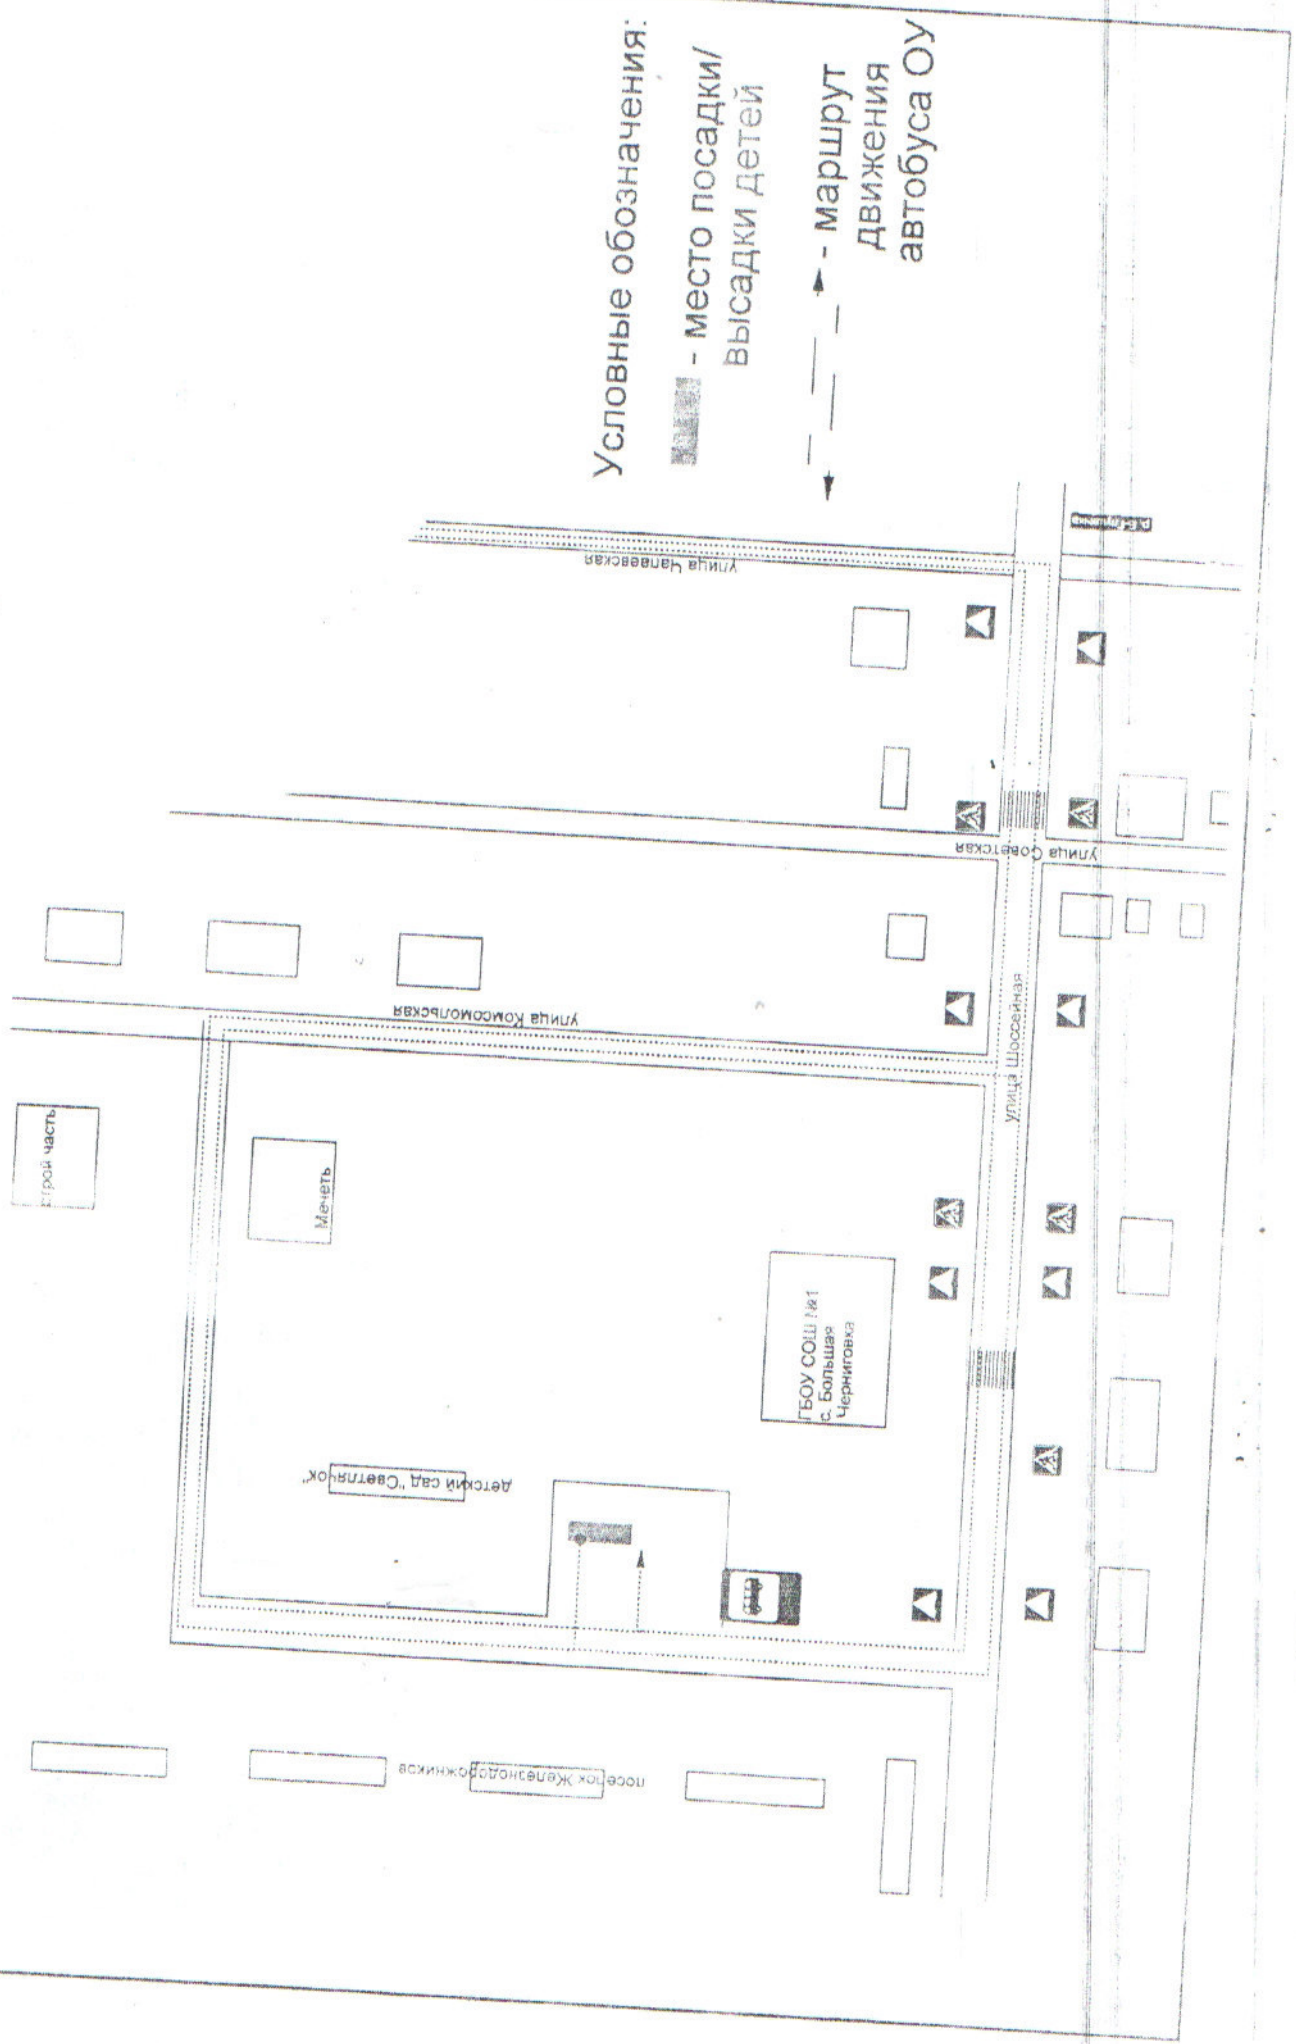 Условные обозначения:
- место посадки/
высадки детей
- маршрут
движения
автобуса ОУ
улица Чапаевская
улица Советская
улица Комсомольская
улица Шоссейная
часть
Мечеть
ГБОУ СОШ №1
с. Большая
Черниговка
детский сад "Светлячок"
поселок Железнодорожников